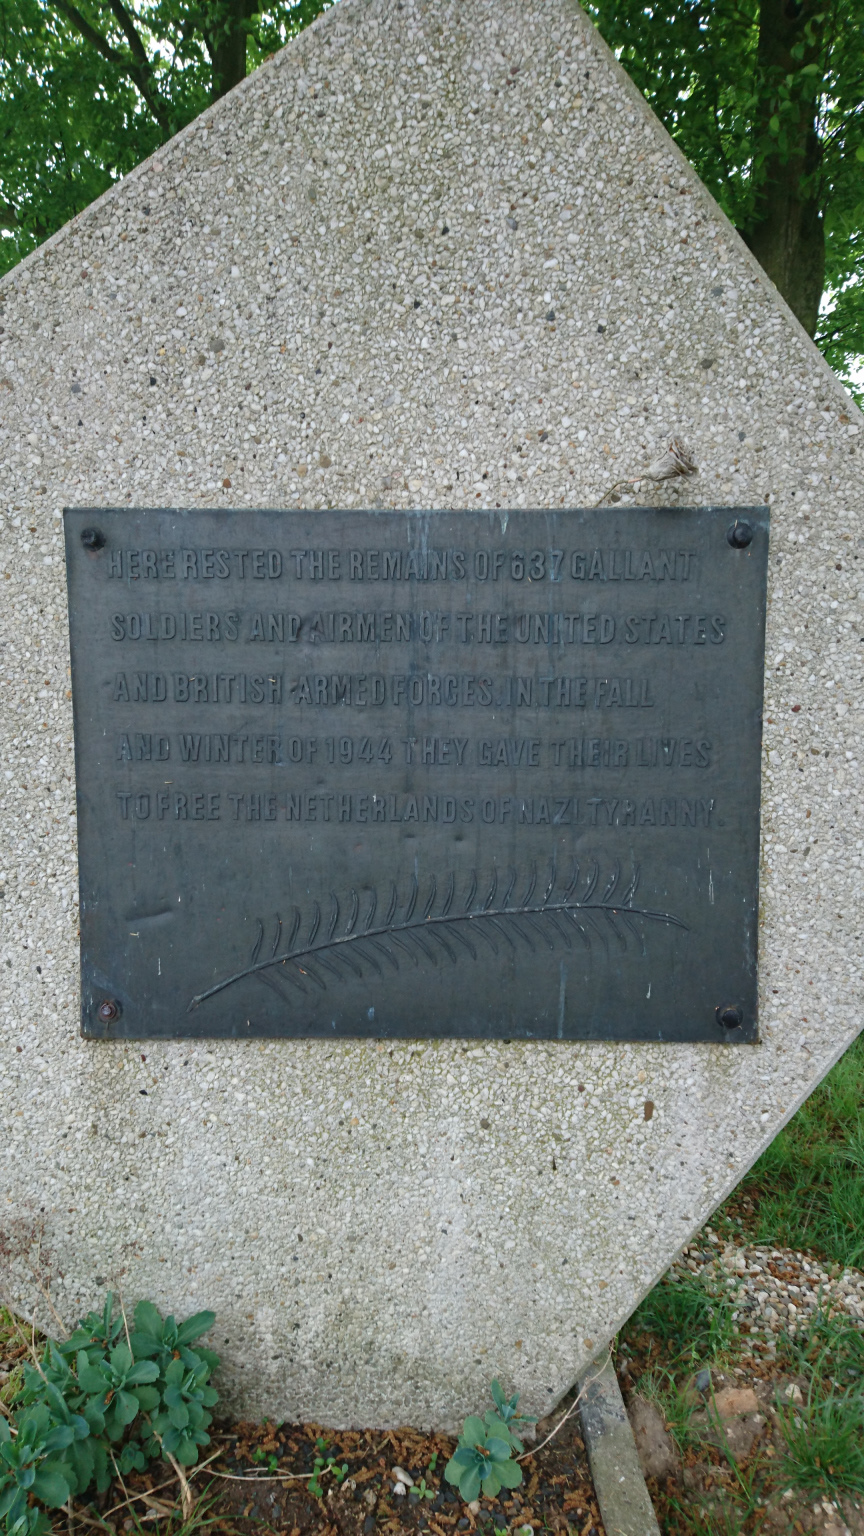 HERE RESTED THE REMAINS OF 637 GALLANT
SOLDIERS AND AIRMEN OF THE UNITED STATES
AND BRITISH ARMED FORCES. IN THE FALL
AND WINTER OF 1944 THEY GAVE THEIR LIVES
TO FREE THE NETHERLANDS OF NAZI TYRANNY.